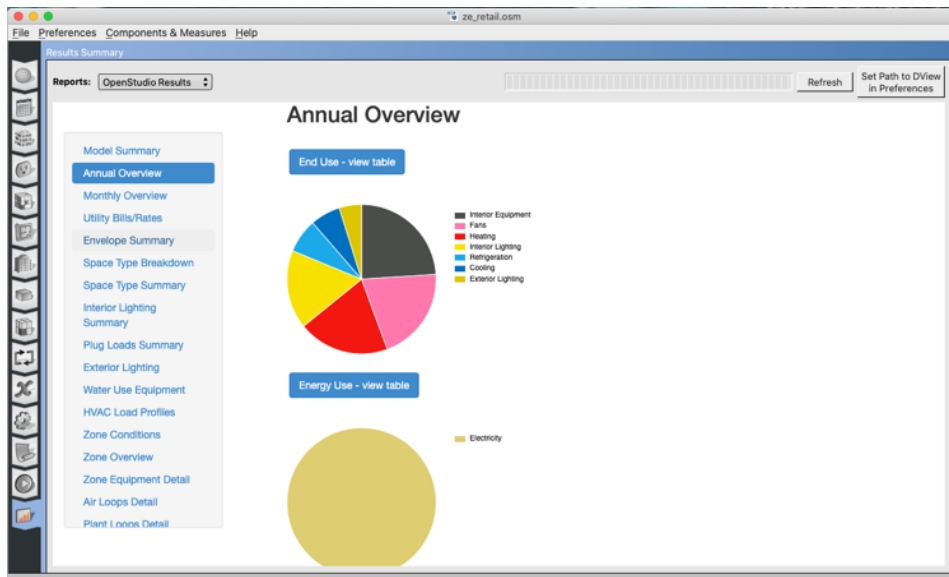 ze_retail.osm
File Preferences Components & Measures Help
Results Summary
Reports: OpenStudio Results
Refresh
Set Path to DView
in Preferences
Annual Overview
Model Summary
Annual Overview
Monthly Overview
Utility Bills/Rates
Envelope Summary
Space Type Breakdown
Space Type Summary
Interior Lighting
Summary
Plug Loads Summary
Exterior Lighting
Water Use Equipment
HVAC Load Profiles
Zone Conditions
Zone Overview
Zone Equipment Detail
Air Loops Detail
Plant Loops Detail
End Use - view table
Interior Equipment
Fans
Heating
Interior Lighting
Refrigeration
Cooling
Exterior Lighting
Energy Use - view table
Electricity